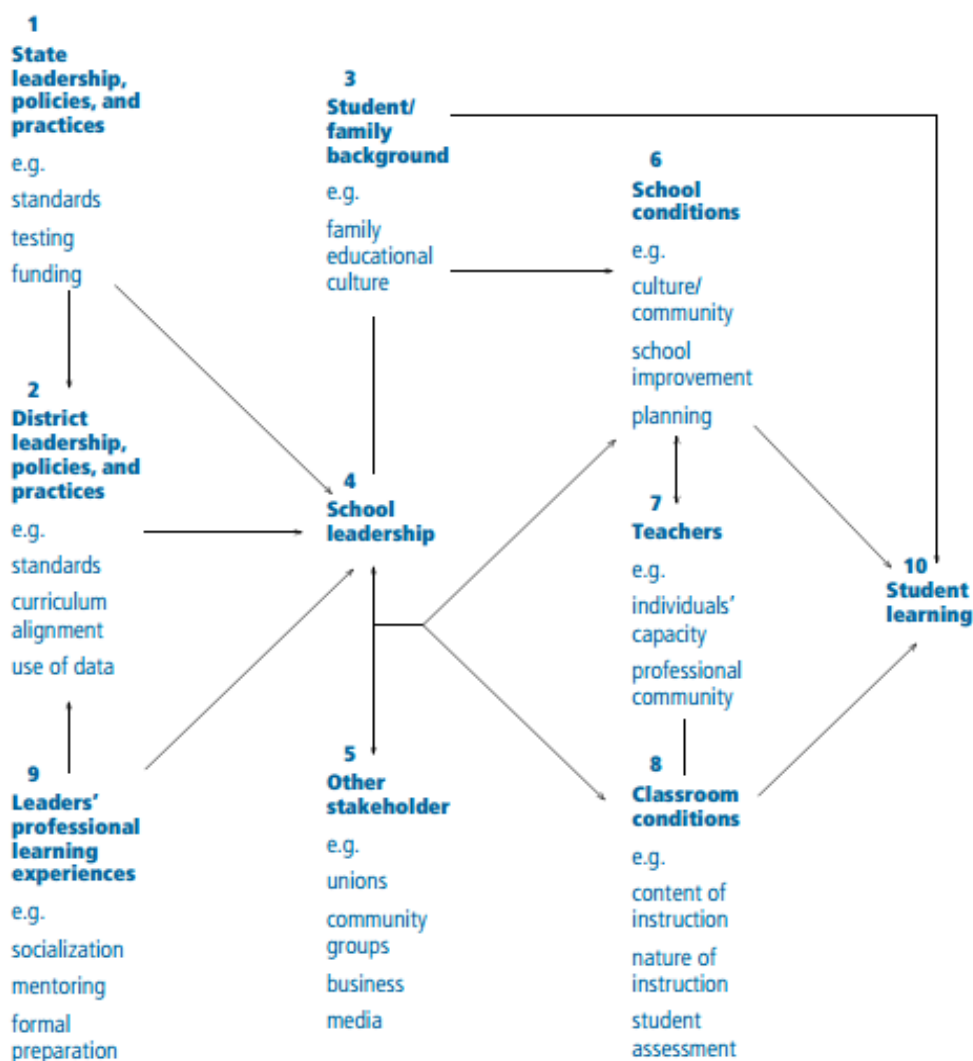 1
State
leadership,
policies, and
practices
e.g.
standards
testing
funding
2
District
leadership,
policies, and
practices
e.g.
standards
curriculum
alignment
use of data
9
Leaders’
professional
learning
experiences
e.g.
socialization
mentoring
formal
preparation
3
Student/
family
background
e.g.
family
educational
culture
4
School
leadership
5
Other
stakeholder
e.g.
unions
community
groups
business
media
6
School
conditions
e.g.
culture/
community
school
improvement
planning
7
Teachers
e.g.
individuals’
capacity
professional
community
8
Classroom
conditions
e.g.
content of
instruction
nature of
instruction
student
assessment
10
Student
learning